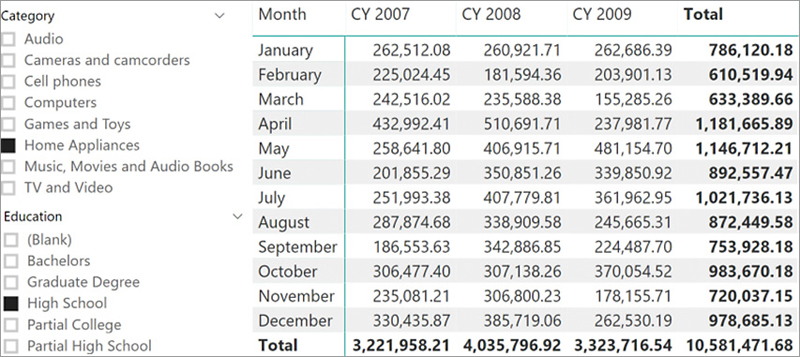 Category
Audio
Cameras and camcorders
Cell phones
Computers
Games and Toys
Home Appliances
Music, Movies and Audio Books
TV and Video
Education
(Blank)
Bachelors
Graduate Degree
High School
Partial College
Partial High School
Month CY 2007 CY 2008 CY 2009 Total
January 262,512.08 260,921.71 262,686.39 786,120.18
February 225,024.45 181,594.36 203,901.13 610,519.94
March 242,516.02 235,588.38 155,285.26 633,389.66
April 432,992.41 510,691.71 237,981.77 1,181,665.89
May 258,641.80 406,915.71 481,154.70 1,146,712.21
June 201,855.29 350,851.26 339,850.92 892,557.47
July 251,993.38 407,779.81 361,962.95 1,021,736.13
August 287,874.68 338,909.58 245,665.31 872,449.58
September 186,553.63 342,886.85 224,487.70 753,928.18
October 306,477.40 307,138.26 370,054.52 983,670.18
November 235,081.21 306,800.23 178,155.71 720,037.15
December 330,435.87 385,719.06 262,530.19 978,685.13
Total 3,221,958.21 4,035,796.92 3,323,716.54 10,581,471.68